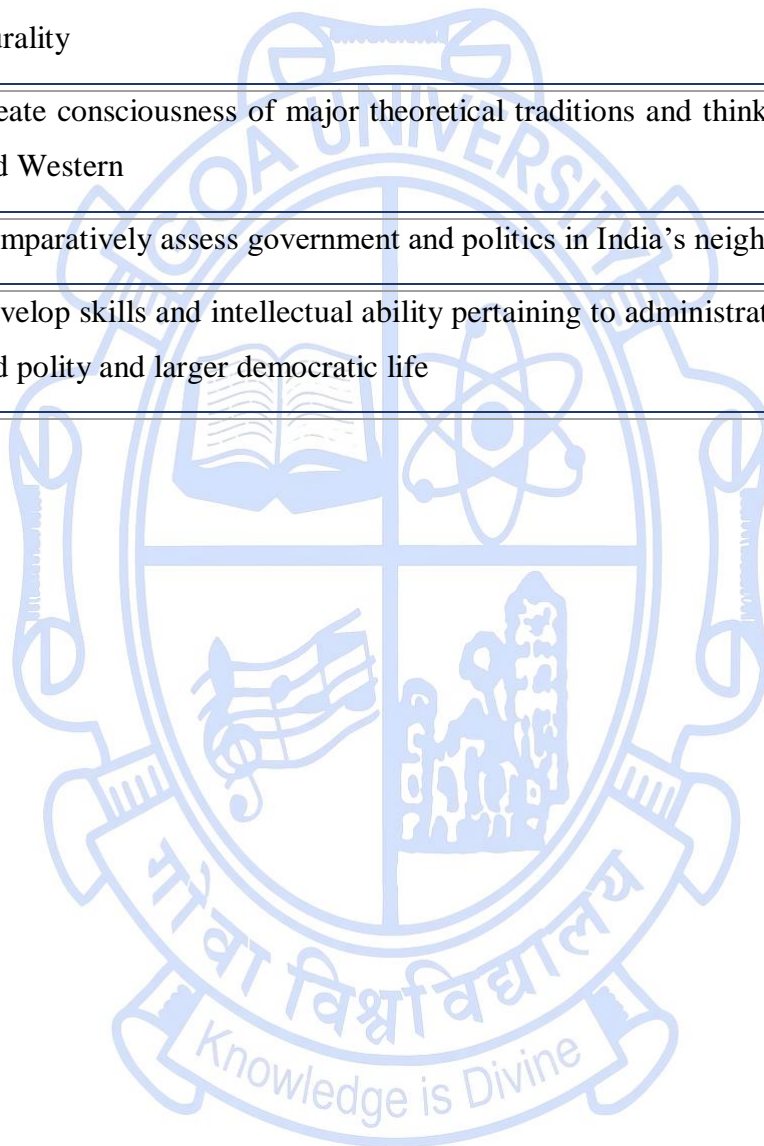 urality
eate consciousness of major theoretical traditions and think
d Western
mparatively assess government and politics in India’s neigh
velop skills and intellectual ability pertaining to administrat
d polity and larger democratic life
GOA UNIVERSITY
गोंवा विश्वविद्यालय
Knowledge is Divine